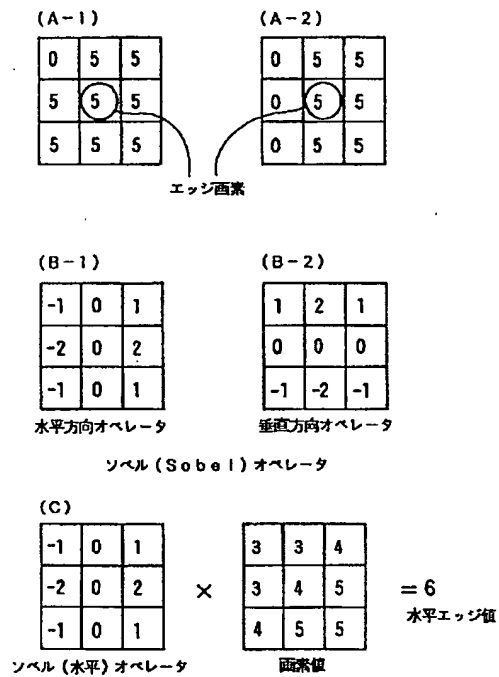 (A-1) (A-2)
0 5 5 0 5 5
5 5 5 0 5 5
5 5 5 0 5 5
エッジ画素
(B-1) (B-2)
-1 0 1 1 2 1
-2 0 2 0 0 0
-1 0 1 -1 -2 -1
水平方向オペレータ 垂直方向オペレータ
ソベル(Sobel)オペレータ
(C)
-1 0 1 3 3 4
-2 0 2 × 3 4 5 =6
-1 0 1 4 5 5
水平エッジ値
ソベル(水平)オペレータ 画素値